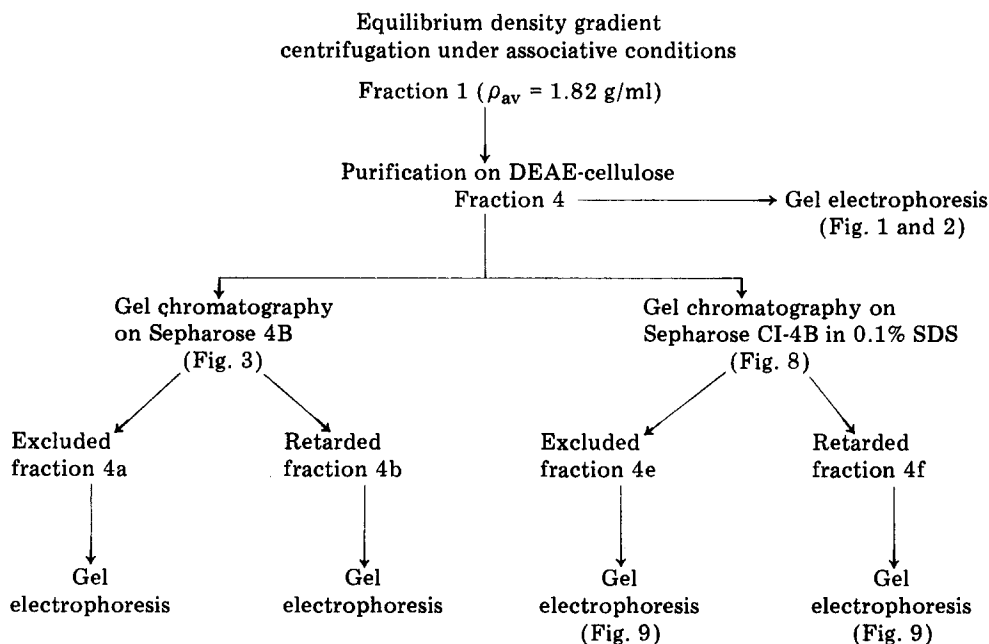 Equilibrium density gradient
centrifugation under associative conditions
Fraction 1 (ρav = 1.82 g/ml)
Purification on DEAE-cellulose
Fraction 4
Gel electrophoresis
(Fig. 1 and 2)
Gel chromatography
on Sepharose 4B
(Fig. 3)
Gel chromatography on
Sepharose CI-4B in 0.1% SDS
(Fig. 8)
Excluded
fraction 4a
Retarded
fraction 4b
Excluded
fraction 4e
Retarded
fraction 4f
Gel
electrophoresis
Gel
electrophoresis
Gel
electrophoresis
(Fig. 9)
Gel
electrophoresis
(Fig. 9)